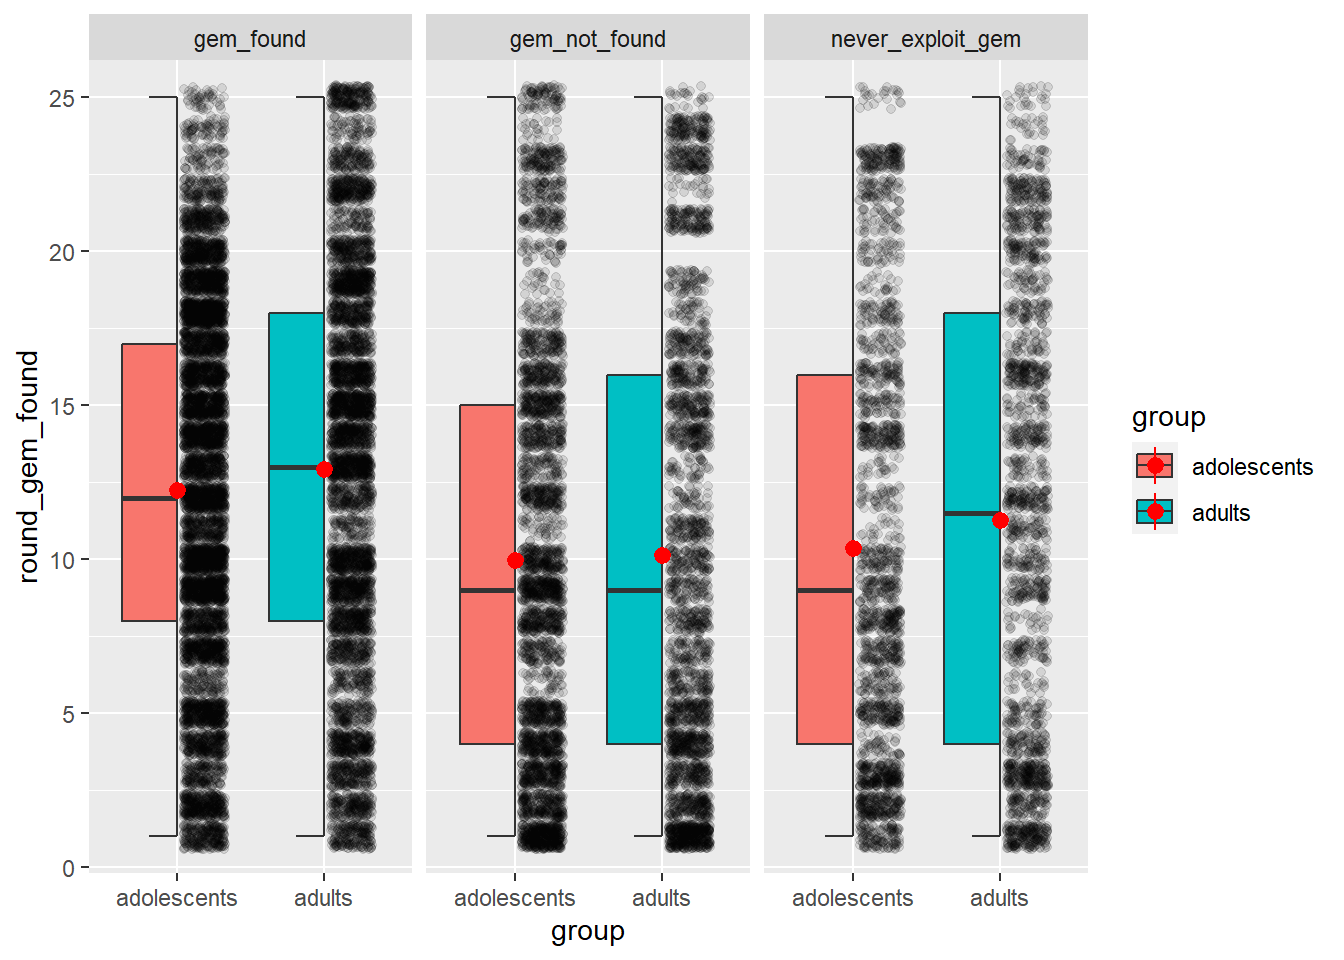 gem_found
gem_not_found
never_exploit_gem
25
20
15
10
5
0
round_gem_found
adolescents
adults
adolescents
adults
adolescents
adults
group
group
adolescents
adults